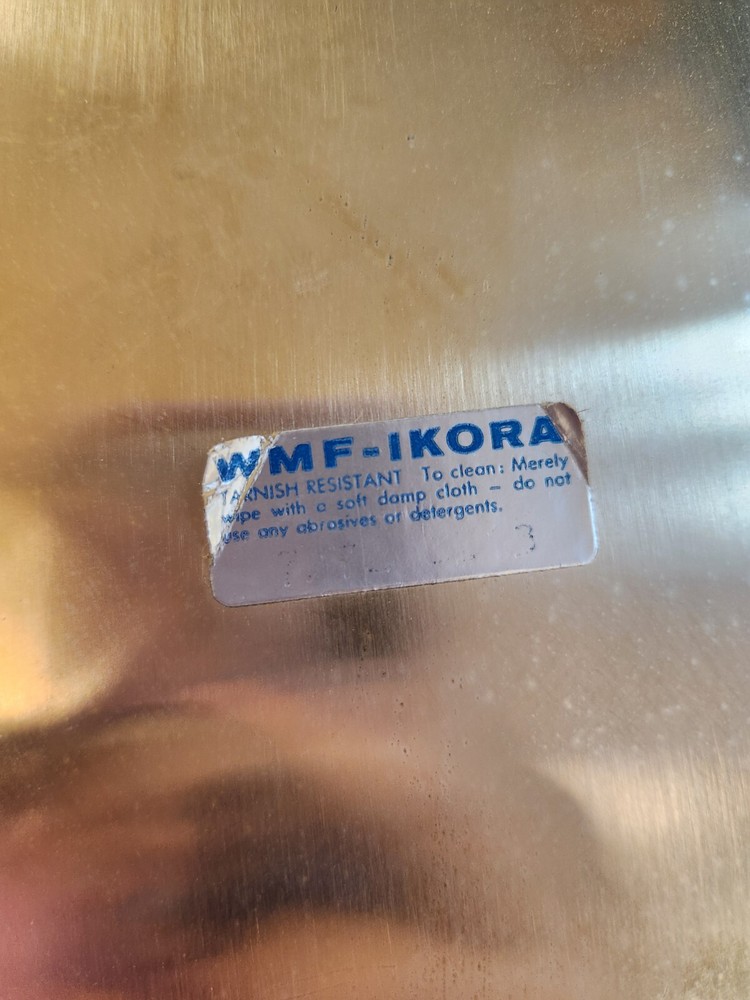 WMF-IKORA
TARNISH RESISTANT To clean: Merely
wipe with a soft damp cloth – do not
use any abrasives or detergents.
3